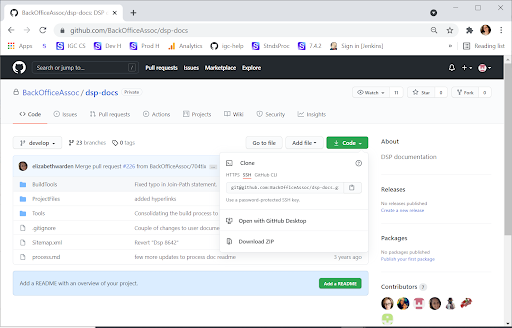 BackOfficeAssoc/dsp-docs: DSP D
github.com/BackOfficeAssoc/dsp-docs
Apps
S
IGC CS
Dev H
Prod H
Analytics
igc-help
StndsProc
7.4.2
Sign in [Jenkins]
»
Reading list
Search or jump to...
/
Pull requests
Issues
Marketplace
Explore
BackOfficeAssoc / dsp-docs
Private
Watch
11
Star
3
Fork
0
Code
Issues
Pull requests
Actions
Projects
Wiki
Security
Insights
develop
23 branches
0 tags
Go to file
Add file
Code
About
DSP documentation
elizabethwarden Merge pull request #226 from BackOfficeAssoc/704fix
Clone
HTTPS SSH GitHub CLI
git@github.com:BackOfficeAssoc/dsp-docs.g
Use a password-protected SSH key.
Open with GitHub Desktop
Download ZIP
BuildTools
Fixed typo in Join-Path statement.
ProjectFiles
added hyperlinks
Tools
Consolidating the build process to
.gitignore
Couple of changes to user docume
Sitemap.xml
Revert "Dsp 8642"
process.md
few more updates to process doc readme
3 years ago
Releases
No releases published
Create a new release
Packages
No packages published
Publish your first package
Add a README with an overview of your project.
Add a README
Contributors 7